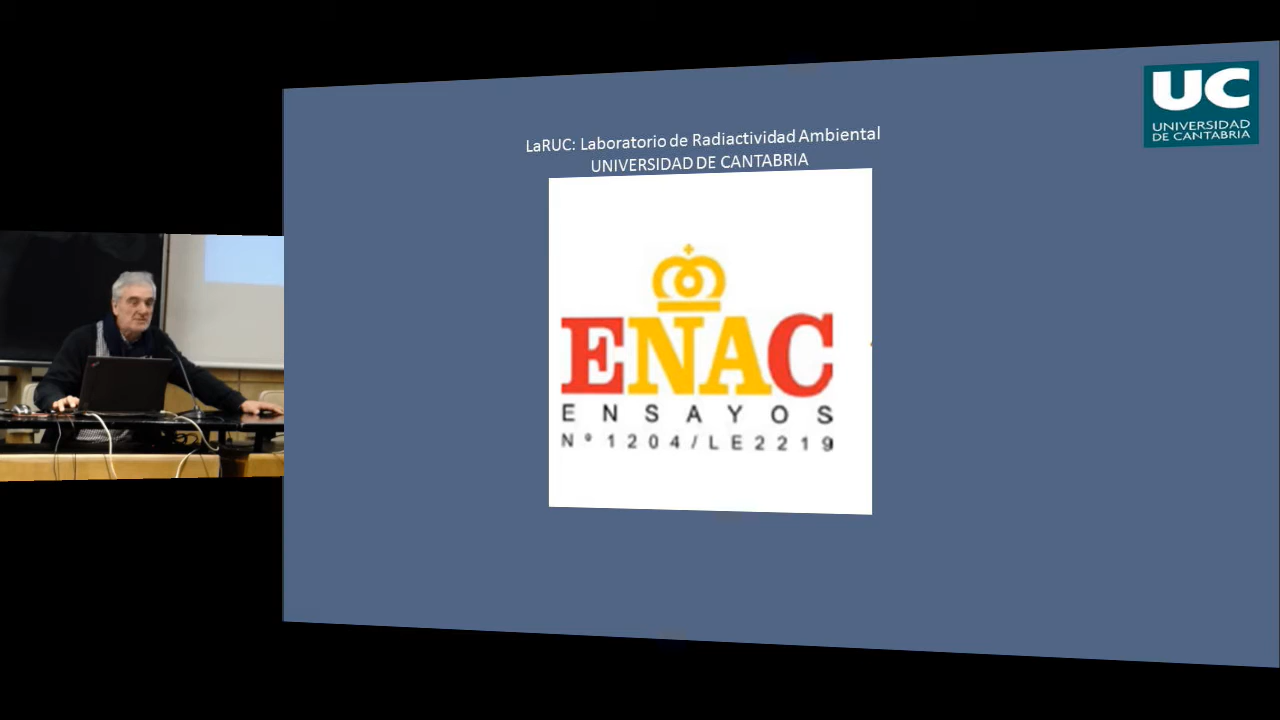 UC
UNIVERSIDAD
DE CANTABRIA
LaRUC: Laboratorio de Radiactividad Ambiental
UNIVERSIDAD DE CANTABRIA
ENAC
ENSAYOS
Nº 1204/LE2219